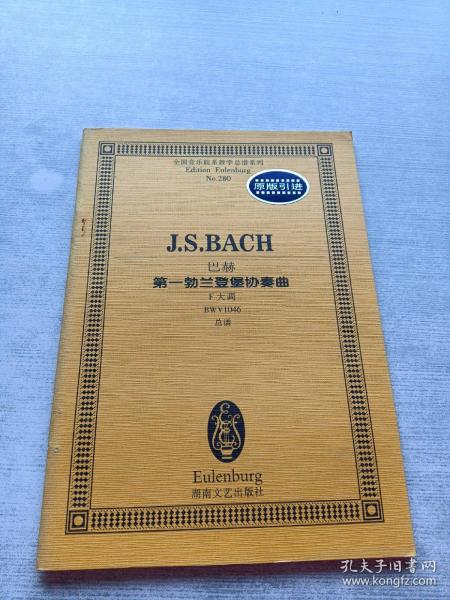 全国音乐院系教学总谱系列
Edition Eulenburg
No.280
原版引进
J.S.BACH
巴赫
第一勃兰登堡协奏曲
F大调
BWV1046
总谱
Eulenburg
湖南文艺出版社
孔夫子旧书网
www.kongfz.com